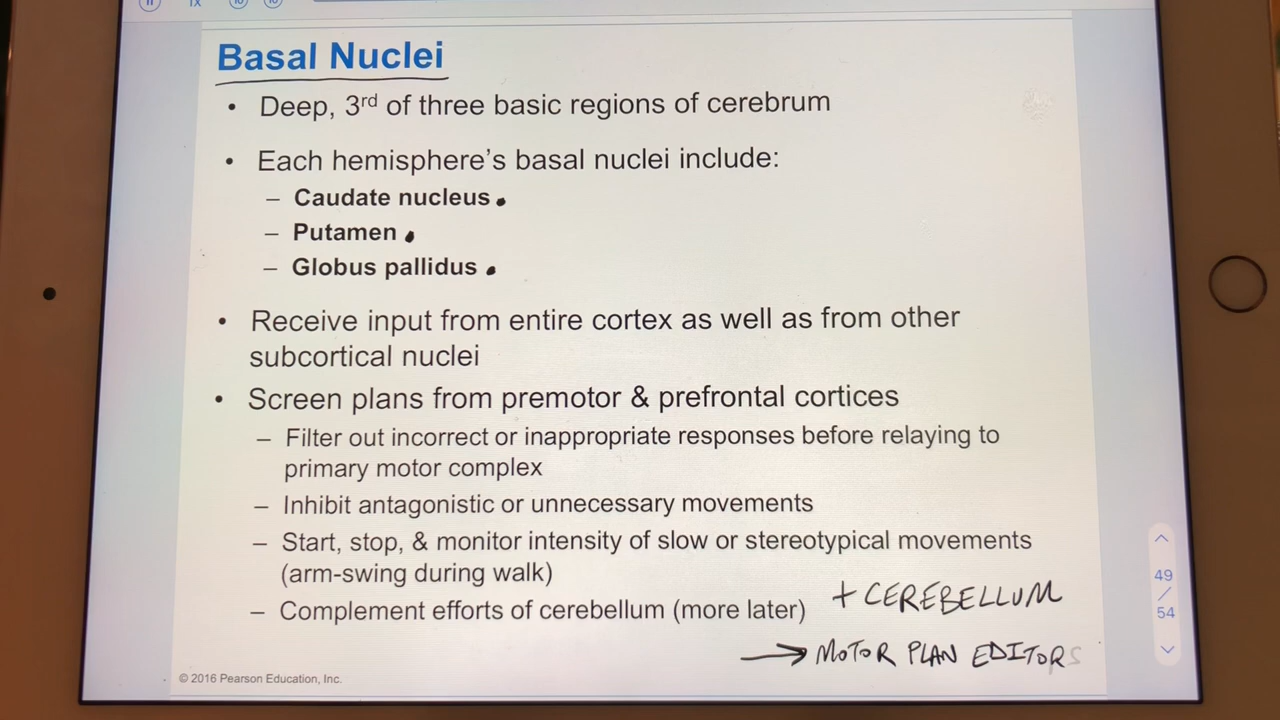 1x 10 10
Basal Nuclei
• Deep, 3rd of three basic regions of cerebrum
• Each hemisphere's basal nuclei include:
– Caudate nucleus
– Putamen
– Globus pallidus
• Receive input from entire cortex as well as from other
subcortical nuclei
• Screen plans from premotor & prefrontal cortices
– Filter out incorrect or inappropriate responses before relaying to
primary motor complex
– Inhibit antagonistic or unnecessary movements
– Start, stop, & monitor intensity of slow or stereotypical movements
(arm-swing during walk)
– Complement efforts of cerebellum (more later)
+ CEREBELLUM
→ MOTOR PLAN EDITORS
49
/
54
© 2016 Pearson Education, Inc.